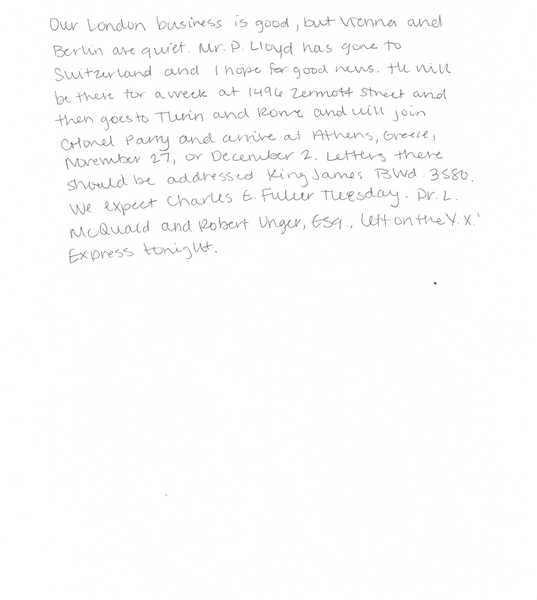 Our London business is good, but Vienna and
Berlin are quiet. Mr. D. Lloyd has gone to
Switzerland and I hope for good news. He will
be there for a week at 1496 Zermott Street and
then goes to Turin and Rome and will join
Colonel Parry and arrive at Athens, Greece,
November 27, or December 2. Letters there
should be addressed King James Blvd. 3580.
We expect Charles E. Fuller Tuesday. Dr. L.
McQuaid and Robert Unger, Esq., left on the Y.X.
Express tonight.